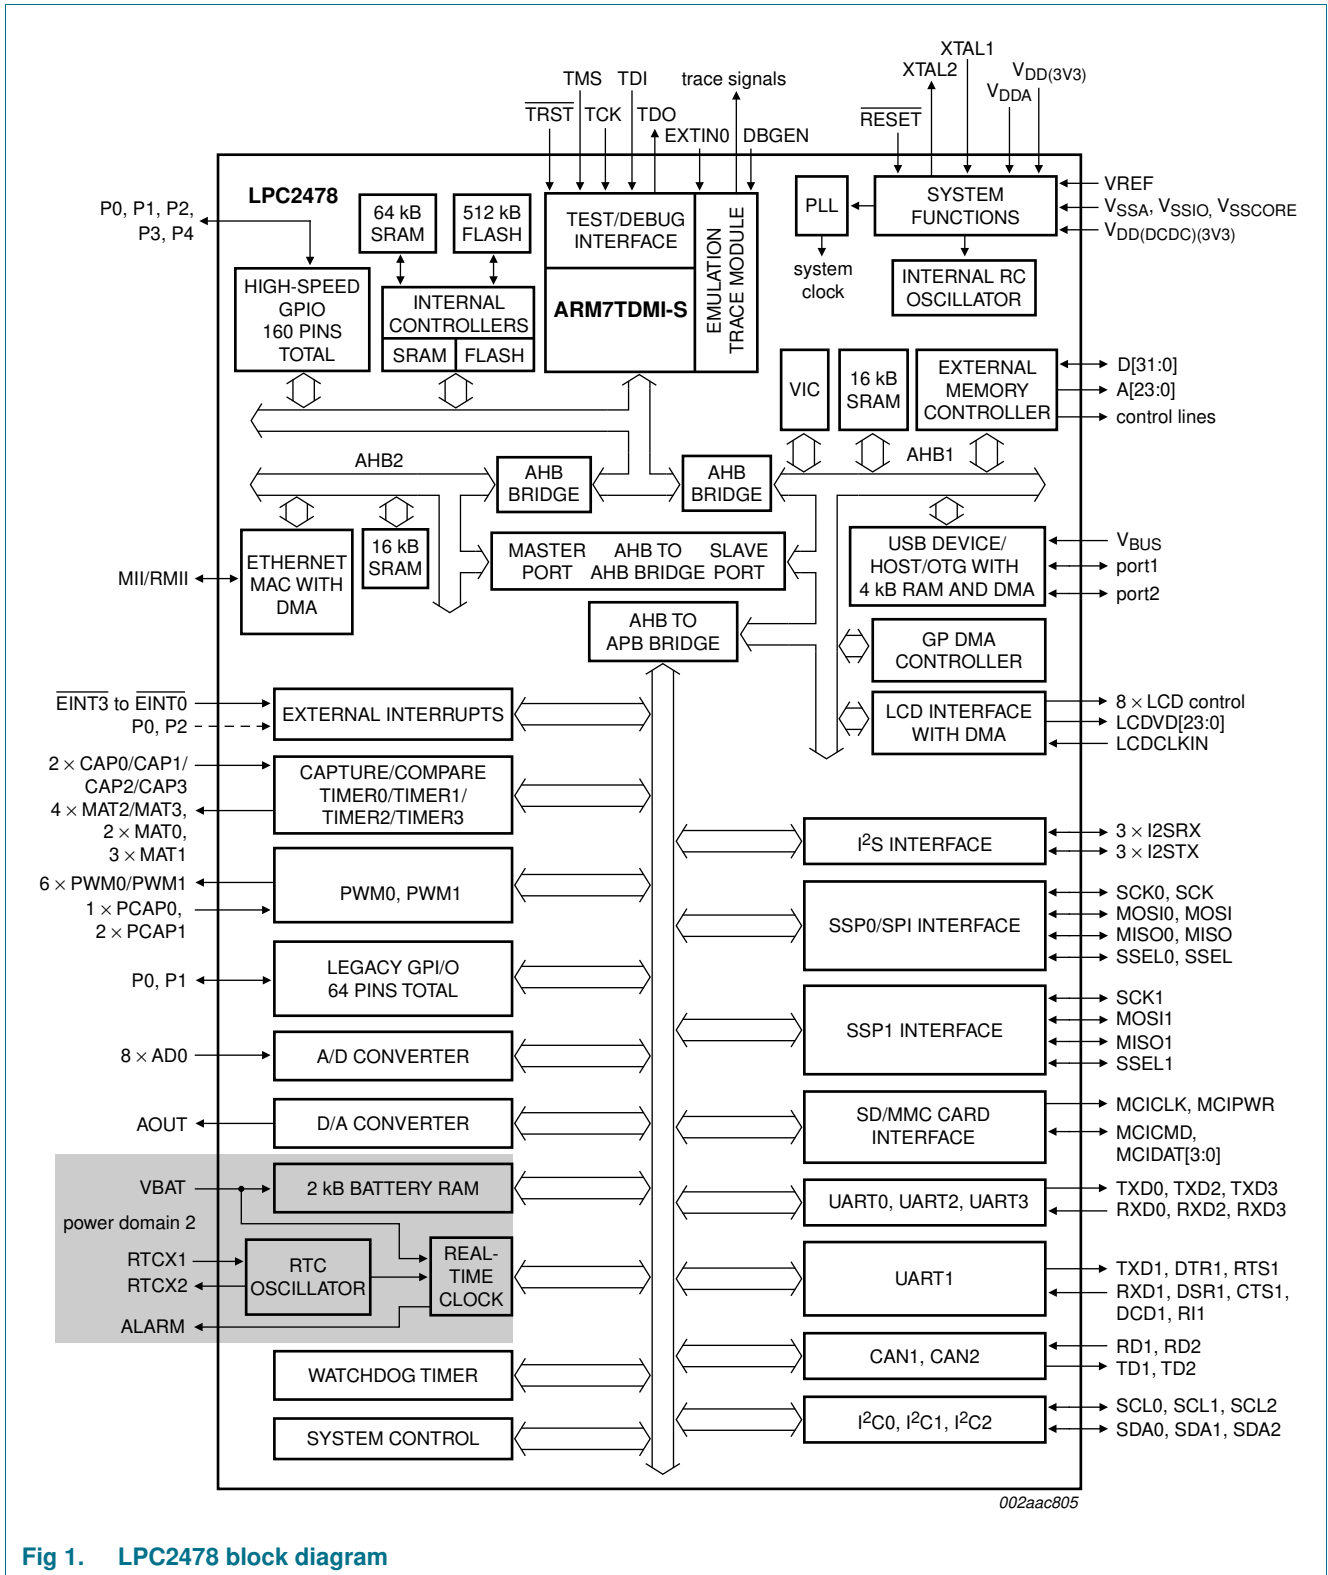 XTAL1
XTAL2
VDD(3V3)
VDDA
TMS TDI trace signals
TRST TCK TDO
EXTIN0 DBGEN
RESET
LPC2478
P0, P1, P2,
P3, P4
64 kB
SRAM
512 kB
FLASH
TEST/DEBUG
INTERFACE
EMULATION
TRACE MODULE
PLL
SYSTEM
FUNCTIONS
VREF
VSSA, VSSIO, VSSCORE
VDD(DCDC)(3V3)
system
clock
INTERNAL RC
OSCILLATOR
HIGH-SPEED
GPIO
160 PINS
TOTAL
INTERNAL
CONTROLLERS
SRAM FLASH
ARM7TDMI-S
VIC
16 kB
SRAM
EXTERNAL
MEMORY
CONTROLLER
D[31:0]
A[23:0]
control lines
AHB2
AHB
BRIDGE
AHB
BRIDGE
AHB1
ETHERNET
MAC WITH
DMA
16 kB
SRAM
MASTER
PORT
AHB TO
AHB BRIDGE
SLAVE
PORT
USB DEVICE/
HOST/OTG WITH
4 kB RAM AND DMA
VBUS
port1
port2
MII/RMII
AHB TO
APB BRIDGE
GP DMA
CONTROLLER
EINT3 to EINT0
P0, P2
EXTERNAL INTERRUPTS
LCD INTERFACE
WITH DMA
8 × LCD control
LCDVD[23:0]
LCDCLKIN
2 × CAP0/CAP1/
CAP2/CAP3
4 × MAT2/MAT3,
2 × MAT0,
3 × MAT1
CAPTURE/COMPARE
TIMER0/TIMER1/
TIMER2/TIMER3
I2S INTERFACE
3 × I2SRX
3 × I2STX
6 × PWM0/PWM1
1 × PCAP0,
2 × PCAP1
PWM0, PWM1
SSP0/SPI INTERFACE
SCK0, SCK
MOSI0, MOSI
MISO0, MISO
SSEL0, SSEL
P0, P1
LEGACY GPI/O
64 PINS TOTAL
SSP1 INTERFACE
SCK1
MOSI1
MISO1
SSEL1
8 × AD0
A/D CONVERTER
AOUT
D/A CONVERTER
SD/MMC CARD
INTERFACE
MCICLK, MCIPWR
MCICMD,
MCIDAT[3:0]
VBAT
2 kB BATTERY RAM
power domain 2
UART0, UART2, UART3
TXD0, TXD2, TXD3
RXD0, RXD2, RXD3
RTCX1
RTCX2
RTC
OSCILLATOR
REAL-
TIME
CLOCK
ALARM
UART1
TXD1, DTR1, RTS1
RXD1, DSR1, CTS1,
DCD1, RI1
WATCHDOG TIMER
CAN1, CAN2
RD1, RD2
TD1, TD2
SYSTEM CONTROL
I2C0, I2C1, I2C2
SCL0, SCL1, SCL2
SDA0, SDA1, SDA2
002aac805
Fig 1. LPC2478 block diagram